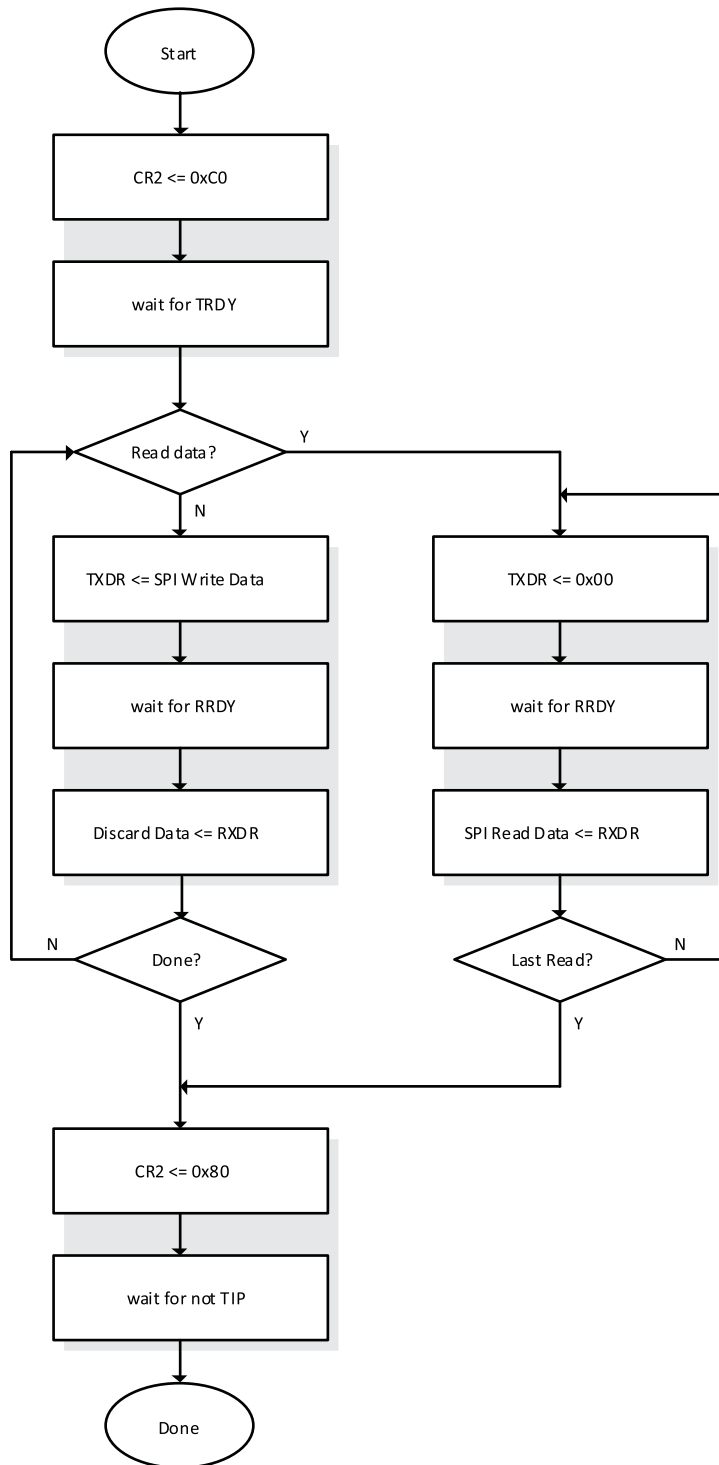 Start
CR2 <= 0xC0
wait for TRDY
Read data?
Y
N
TXDR <= SPI Write Data
TXDR <= 0x00
wait for RRDY
wait for RRDY
Discard Data <= RXDR
SPI Read Data <= RXDR
N
Done?
Last Read?
N
Y
Y
CR2 <= 0x80
wait for not TIP
Done